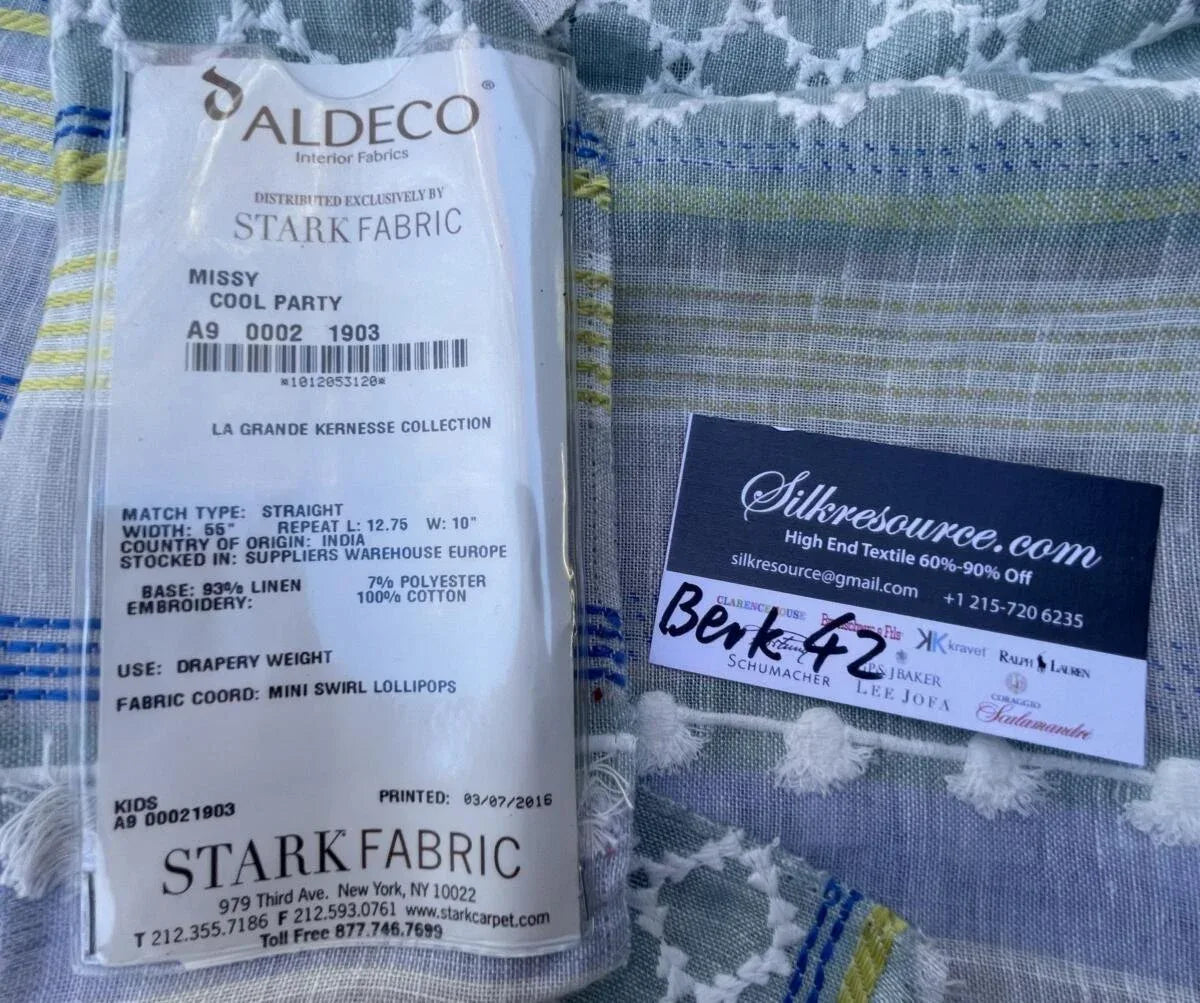 ALDECO®
Interior Fabrics
DISTRIBUTED EXCLUSIVELY BY
STARK FABRIC
MISSY
COOL PARTY
A9 0002 1903
*1012053120*
LA GRANDE KERNESSE COLLECTION
MATCH TYPE: STRAIGHT
WIDTH: 55" REPEAT L: 12.75 W: 10"
COUNTRY OF ORIGIN: INDIA
STOCKED IN: SUPPLIERS WAREHOUSE EUROPE
BASE: 93% LINEN 7% POLYESTER
EMBROIDERY: 100% COTTON
USE: DRAPERY WEIGHT
FABRIC COORD: MINI SWIRL LOLLIPOPS
KIDS PRINTED: 03/07/2016
A9 00021903
STARK FABRIC
979 Third Ave. New York, NY 10022
T 212.355.7186 F 212.593.0761 www.starkcarpet.com
Toll Free 877.746.7699
Silkresource.com
High End Textile 60%-90% Off
silkresource@gmail.com +1 215-720 6235
Berk 42
kravet
RALPH LAUREN
SCHUMACHER
JBAKER
LEE JOFA
CORAGGIO
Scalamandré